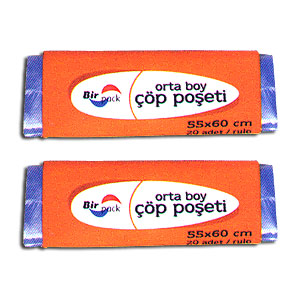 Bir pack
orta boy
çöp poşeti
55x60 cm
20 adet / rulo
Bir pack
orta boy
çöp poşeti
55x60 cm
20 adet / rulo